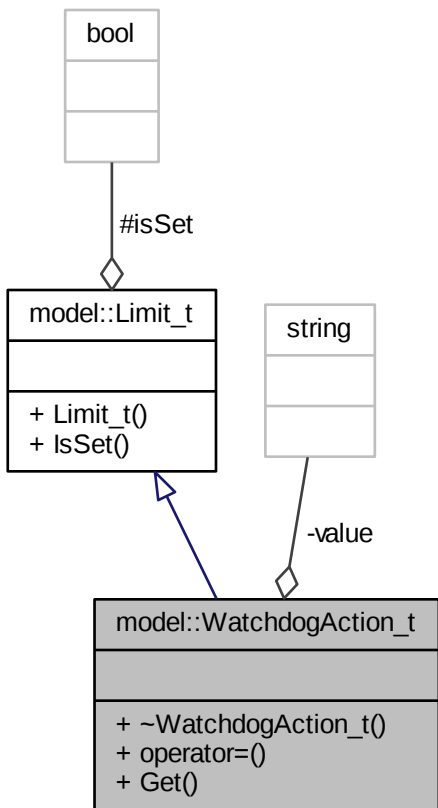 bool
#isSet
model::Limit_t
+ Limit_t()
+ IsSet()
string
-value
model::WatchdogAction_t
+ ~WatchdogAction_t()
+ operator=()
+ Get()